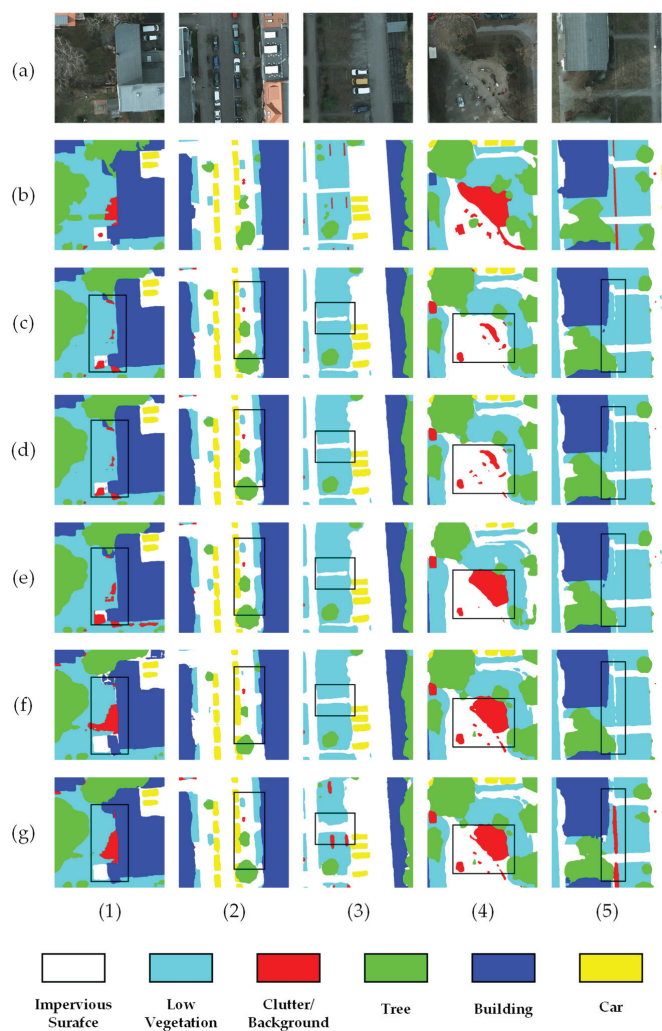 (a)
(b)
(c)
(d)
(e)
(f)
(g)
(1) (2) (3) (4) (5)
Impervious Surafce
Low Vegetation
Clutter/ Background
Tree
Building
Car